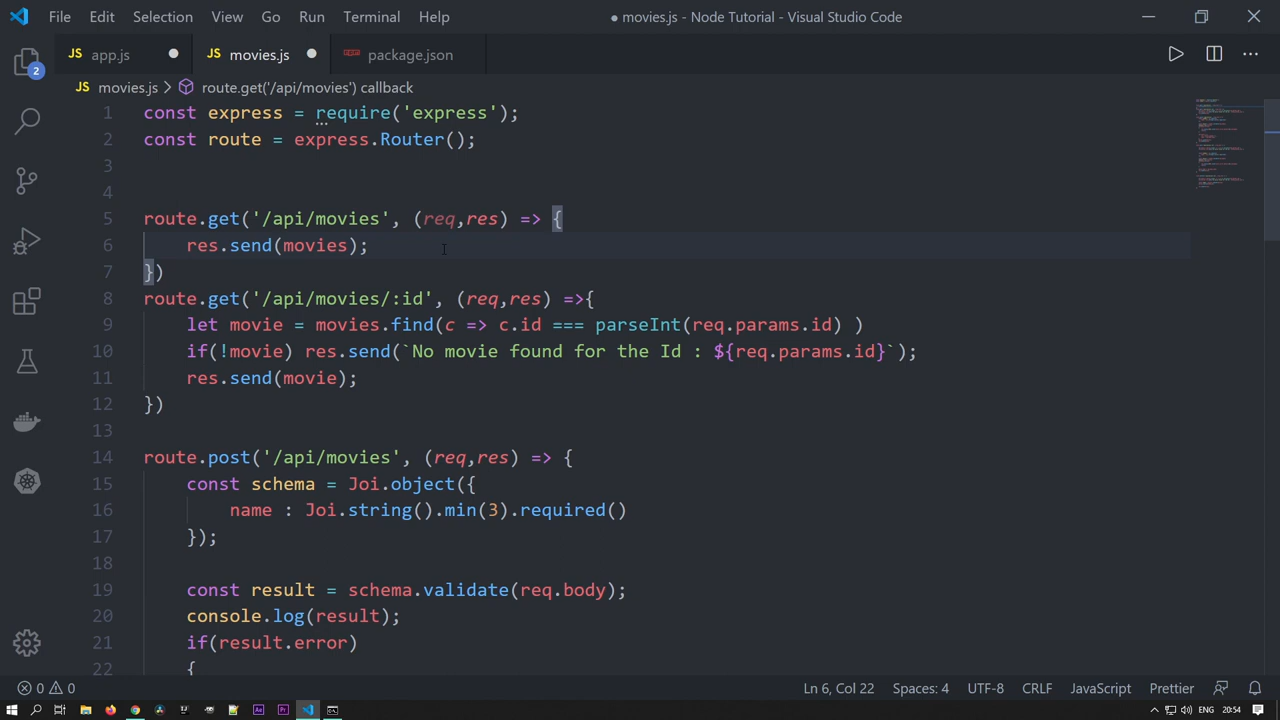 File Edit Selection View Go Run Terminal Help ● movies.js - Node Tutorial - Visual Studio Code
JS app.js ● JS movies.js ● package.json
2
JS movies.js > route.get('/api/movies') callback
1 const express = require('express');
2 const route = express.Router();
3
4
5 route.get('/api/movies', (req,res) => {
6 res.send(movies);
7 })
8 route.get('/api/movies/:id', (req,res) =>{
9 let movie = movies.find(c => c.id === parseInt(req.params.id) )
10 if(!movie) res.send(`No movie found for the Id : ${req.params.id}`);
11 res.send(movie);
12 })
13
14 route.post('/api/movies', (req,res) => {
15 const schema = Joi.object({
16 name : Joi.string().min(3).required()
17 });
18
19 const result = schema.validate(req.body);
20 console.log(result);
21 if(result.error)
22 {
0 0 Ln 6, Col 22 Spaces: 4 UTF-8 CRLF JavaScript Prettier
Ae Pr ENG 20:54